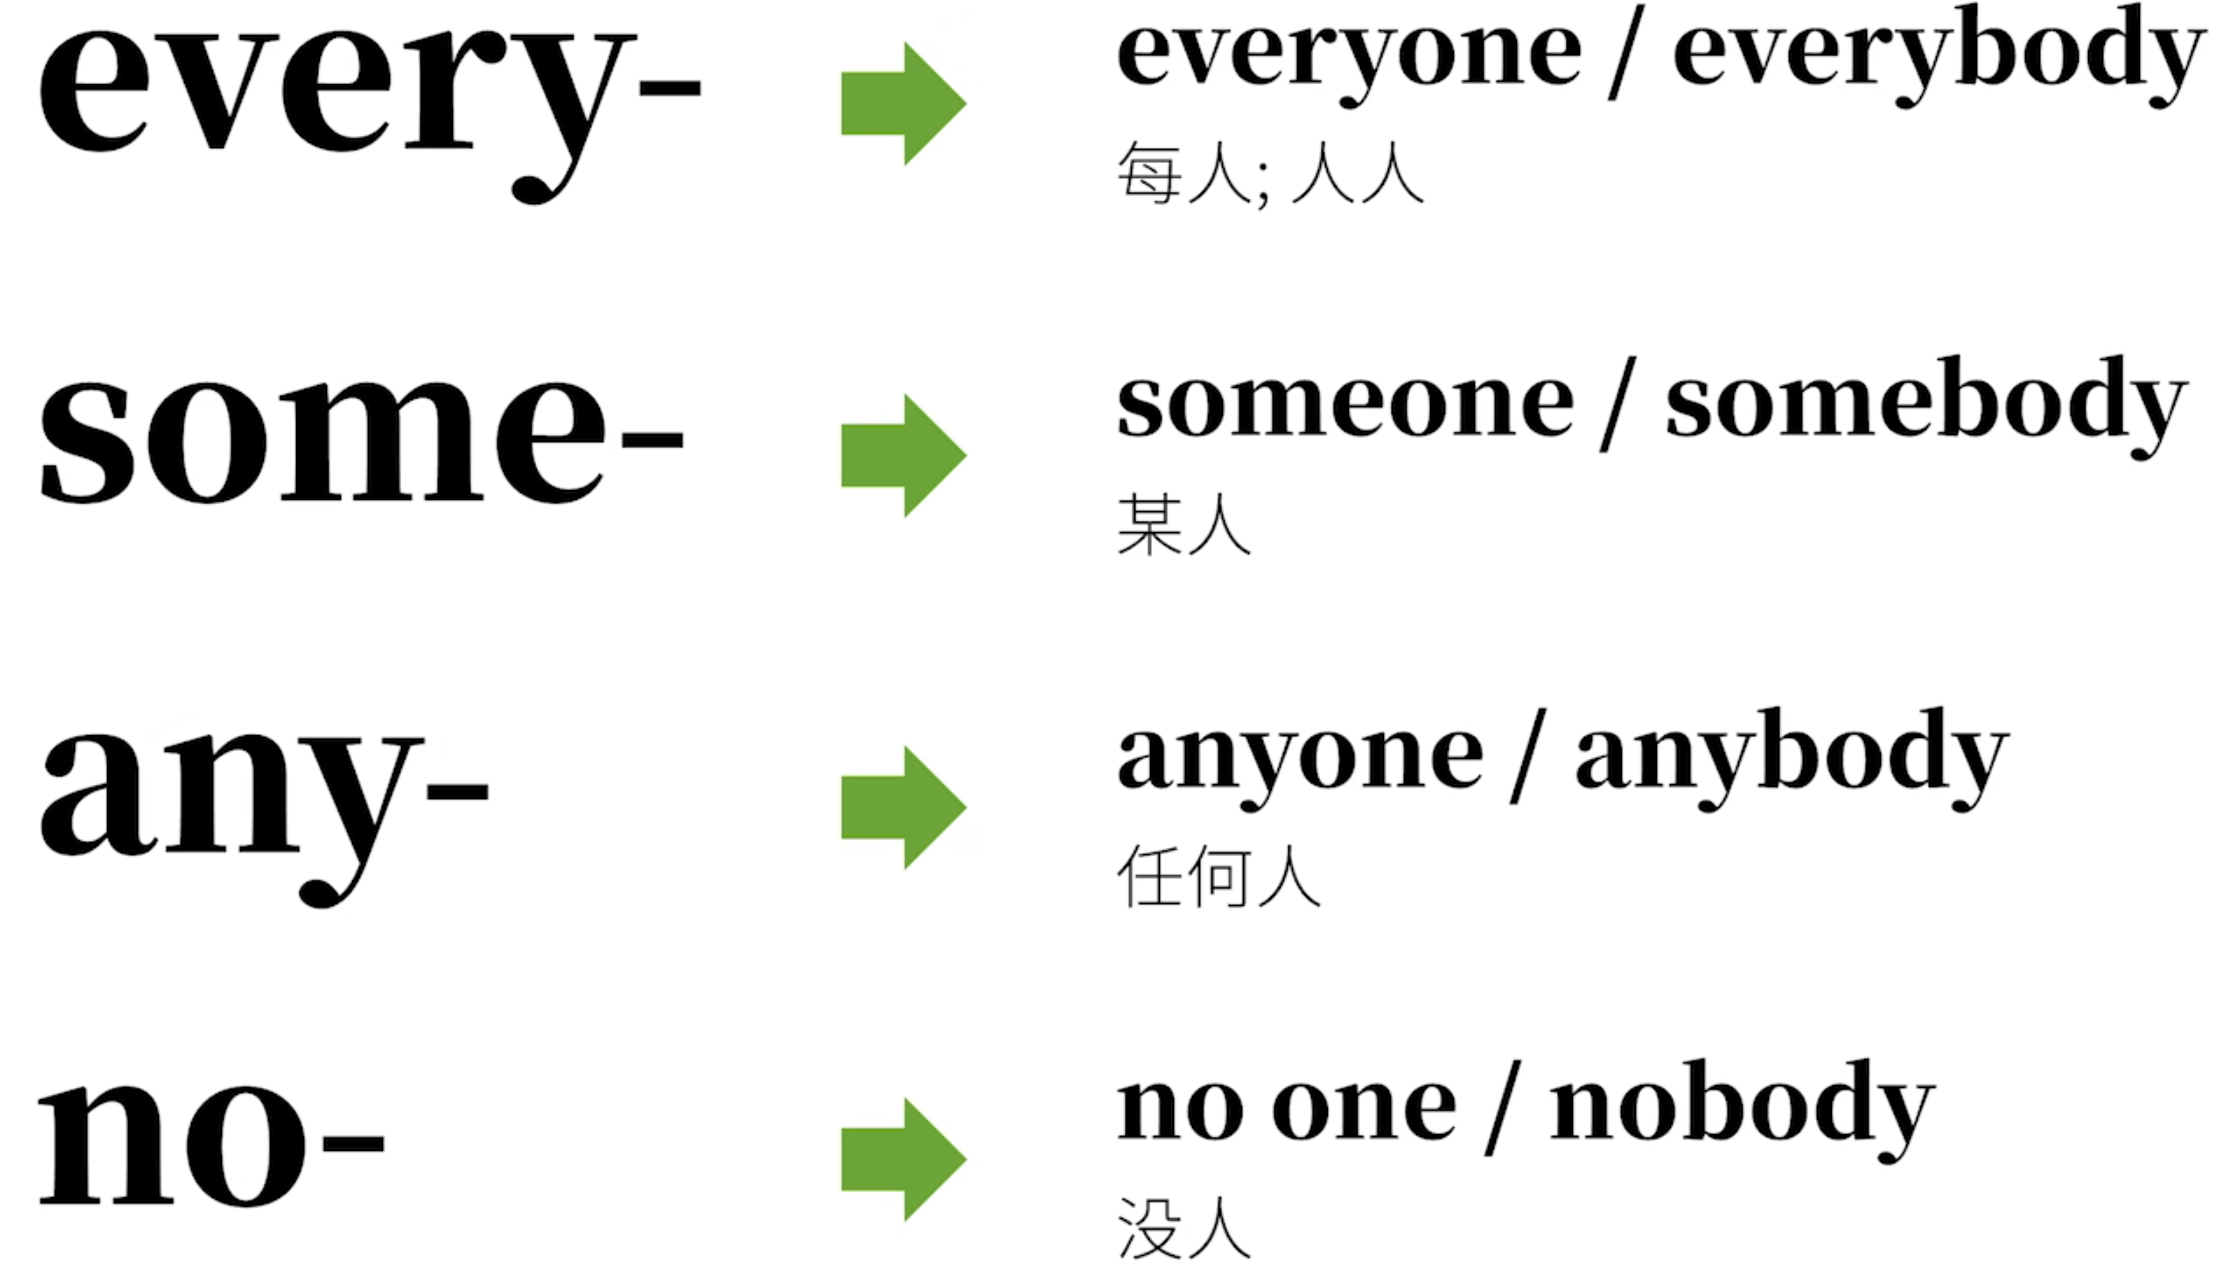 every-
everyone / everybody
每人; 人人
some-
someone / somebody
某人
any-
anyone / anybody
任何人
no-
no one / nobody
没人